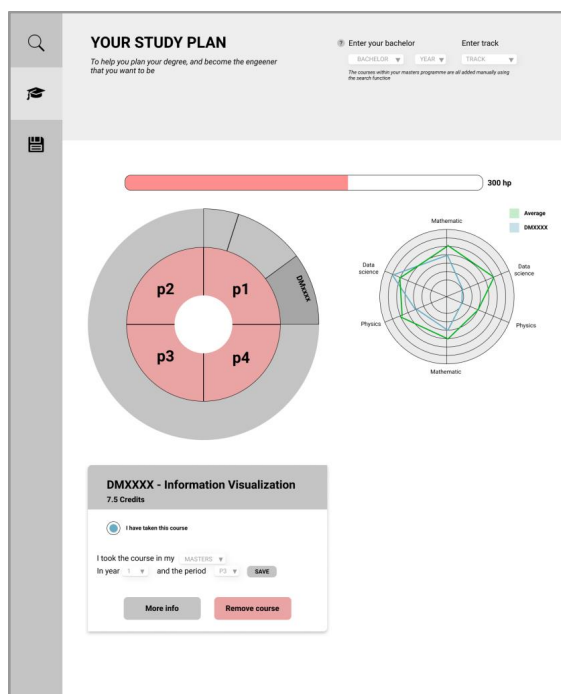 YOUR STUDY PLAN
To help you plan your degree, and become the engeener
that you want to be
? Enter your bachelor
Enter track
BACHELOR
YEAR
TRACK
The courses within your masters programme are all added manually using
the search function
300 hp
p2
p1
p3
p4
DMxxxx
Average
DMXXXX
Mathematic
Data
science
Data
science
Physics
Physics
Mathematic
DMXXXX - Information Visualization
7.5 Credits
I have taken this course
I took the course in my MASTERS
In year 1 and the period P3 SAVE
More info
Remove course